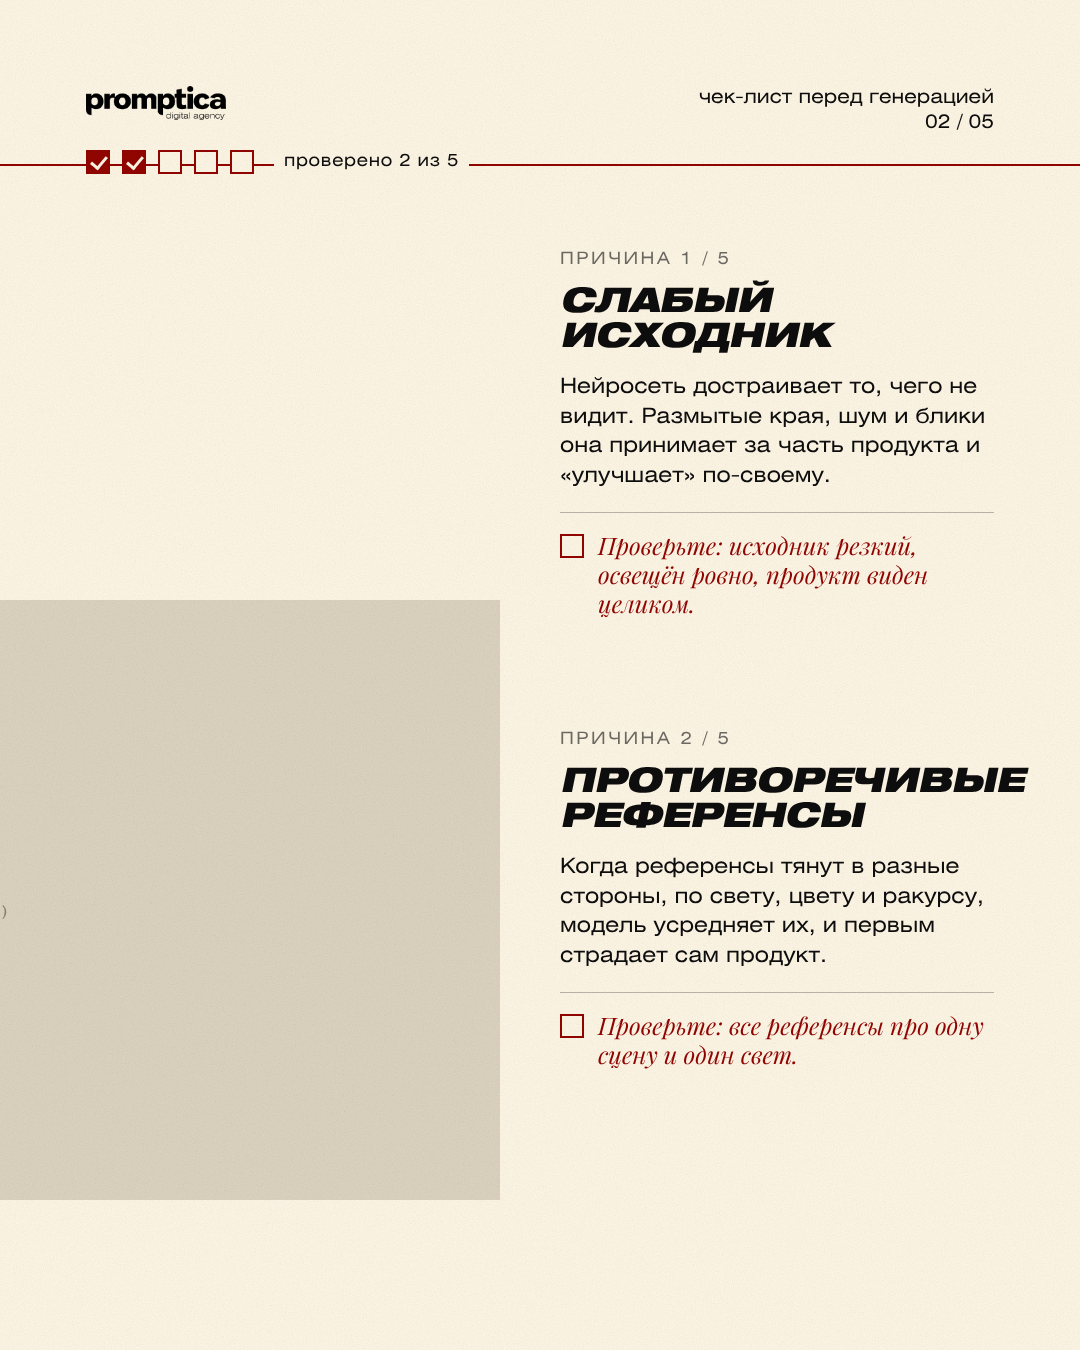 promptica
digital agency
чек-лист перед генерацией
02 / 05
проверено 2 из 5
ПРИЧИНА 1 / 5
СЛАБЫЙ
ИСХОДНИК
Нейросеть достраивает то, чего не
видит. Размытые края, шум и блики
она принимает за часть продукта и
«улучшает» по-своему.
Проверьте: исходник резкий,
освещён ровно, продукт виден
целиком.
)
ПРИЧИНА 2 / 5
ПРОТИВОРЕЧИВЫЕ
РЕФЕРЕНСЫ
Когда референсы тянут в разные
стороны, по свету, цвету и ракурсу,
модель усредняет их, и первым
страдает сам продукт.
Проверьте: все референсы про одну
сцену и один свет.